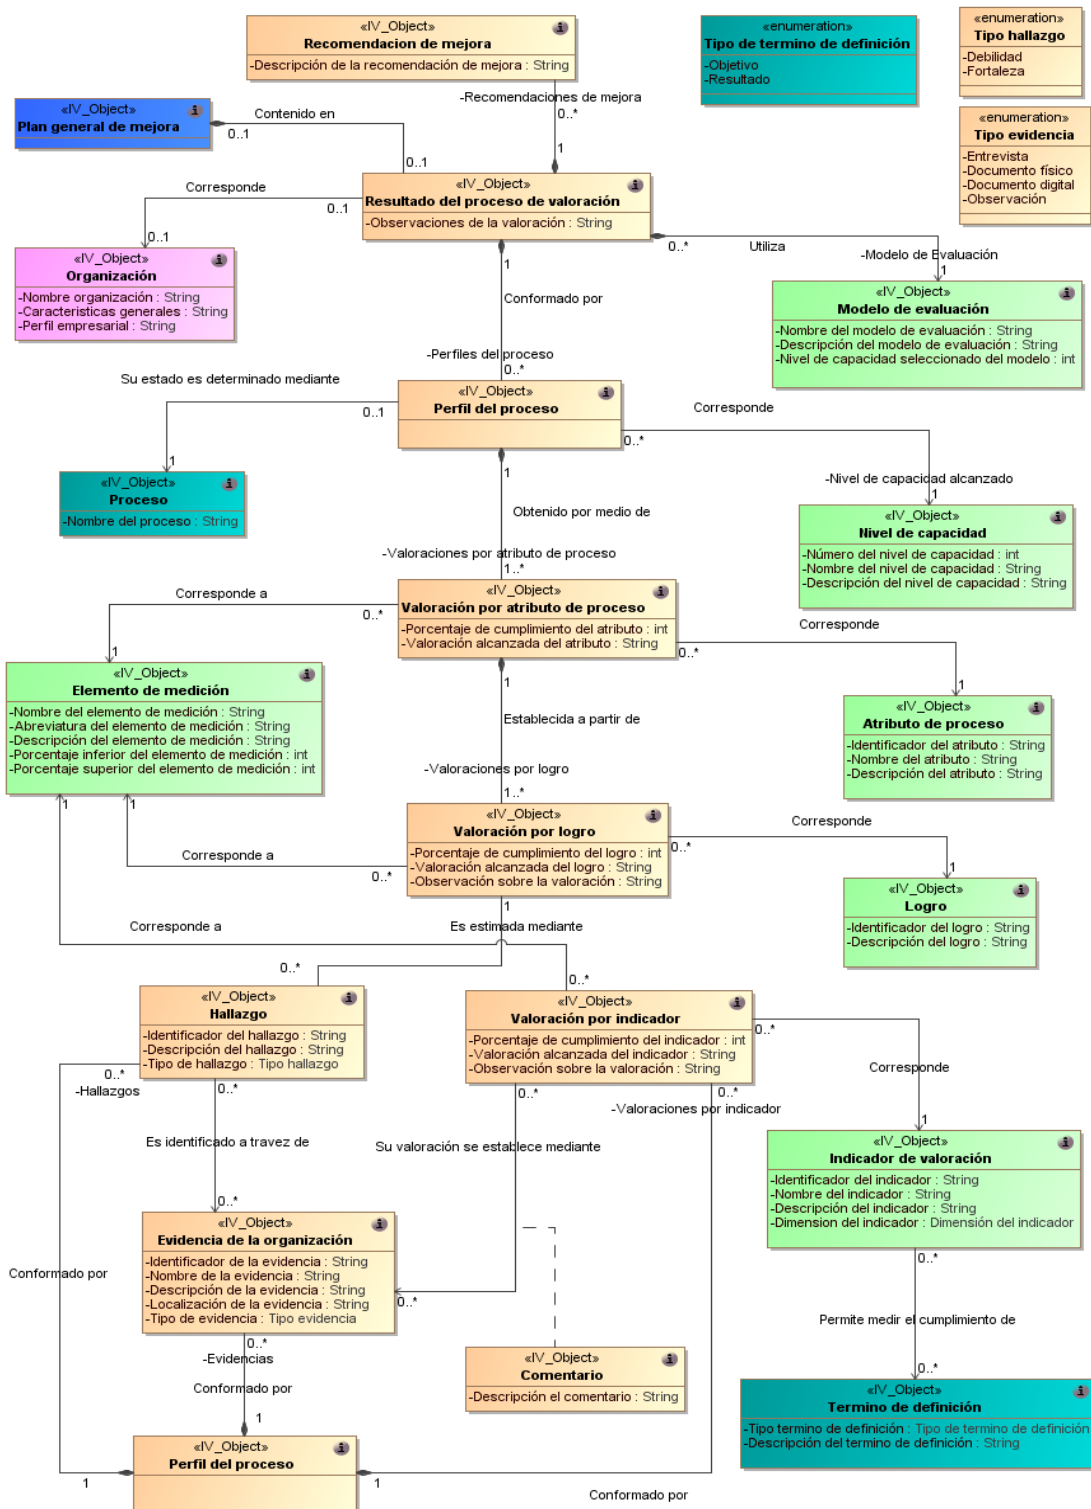 «IV_Object»
Recomendacion de mejora
-Descripción de la recomendación de mejora : String
«enumeration»
Tipo de termino de definición
-Objetivo
-Resultado
«enumeration»
Tipo hallazgo
-Debilidad
-Fortaleza
«enumeration»
Tipo evidencia
-Entrevista
-Documento físico
-Documento digital
-Observación
-Recomendaciones de mejora
0..*
1
«IV_Object»
Plan general de mejora
0..1
Contenido en
0..1
«IV_Object»
Resultado del proceso de valoración
-Observaciones de la valoración : String
Corresponde
0..1
0..1
«IV_Object»
Organización
-Nombre organización : String
-Caracteristicas generales : String
-Perfil empresarial : String
0..*
Utiliza
-Modelo de Evaluación
1
«IV_Object»
Modelo de evaluación
-Nombre del modelo de evaluación : String
-Descripción del modelo de evaluación : String
-Nivel de capacidad seleccionado del modelo : int
1
Conformado por
-Perfiles del proceso
0..*
Su estado es determinado mediante
0..1
1
«IV_Object»
Perfil del proceso
Corresponde
0..*
-Nivel de capacidad alcanzado
1
«IV_Object»
Proceso
-Nombre del proceso : String
«IV_Object»
Nivel de capacidad
-Número del nivel de capacidad : int
-Nombre del nivel de capacidad : String
-Descripción del nivel de capacidad : String
1
Obtenido por medio de
-Valoraciones por atributo de proceso
1..*
Corresponde a
0..*
1
«IV_Object»
Valoración por atributo de proceso
-Porcentaje de cumplimiento del atributo : int
-Valoración alcanzada del atributo : String
Corresponde
0..*
1
«IV_Object»
Elemento de medición
-Nombre del elemento de medición : String
-Abreviatura del elemento de medición : String
-Descripción del elemento de medición : String
-Porcentaje inferior del elemento de medición : int
-Porcentaje superior del elemento de medición : int
«IV_Object»
Atributo de proceso
-Identificador del atributo : String
-Nombre del atributo : String
-Descripción del atributo : String
1
Establecida a partir de
-Valoraciones por logro
1..*
1
1
Corresponde a
0..*
«IV_Object»
Valoración por logro
-Porcentaje de cumplimiento del logro : int
-Valoración alcanzada del logro : String
-Observación sobre la valoración : String
Corresponde
0..*
1
«IV_Object»
Logro
-Identificador del logro : String
-Descripción del logro : String
1
Corresponde a
Es estimada mediante
0..*
0..*
«IV_Object»
Hallazgo
-Identificador del hallazgo : String
-Descripción del hallazgo : String
-Tipo de hallazgo : Tipo hallazgo
«IV_Object»
Valoración por indicador
-Porcentaje de cumplimiento del indicador : int
-Valoración alcanzada del indicador : String
-Observación sobre la valoración : String
0..*
Corresponde
1
0..*
-Hallazgos
0..*
0..*
0..*
-Valoraciones por indicador
Es identificado a travez de
Su valoración se establece mediante
«IV_Object»
Indicador de valoración
-Identificador del indicador : String
-Nombre del indicador : String
-Descripción del indicador : String
-Dimension del indicador : Dimensión del indicador
0..*
«IV_Object»
Evidencia de la organización
-Identificador de la evidencia : String
-Nombre de la evidencia : String
-Descripción de la evidencia : String
-Localización de la evidencia : String
-Tipo de evidencia : Tipo evidencia
Conformado por
0..*
0..*
Permite medir el cumplimiento de
0..*
0..*
-Evidencias
Conformado por
1
«IV_Object»
Comentario
-Descripción el comentario : String
«IV_Object»
Termino de definición
-Tipo termino de definición : Tipo de termino de definición
-Descripción del termino de definición : String
«IV_Object»
Perfil del proceso
1
1
Conformado por